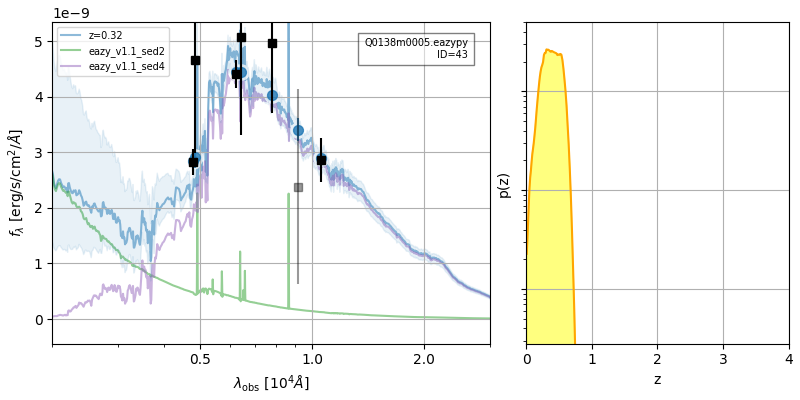 1e−9
z=0.32
eazy_v1.1_sed2
eazy_v1.1_sed4
Q0138m0005.eazypy
ID=43
5
4
3
2
1
0
f_λ [erg/s/cm²/Å]
0.5
1.0
2.0
λ_obs [10⁴Å]
p(z)
0
1
2
3
4
z